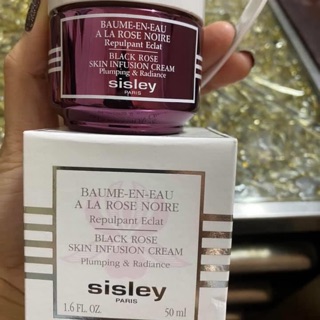 BAUME-EN-EAU
A LA ROSE NOIRE
Repulpant Eclat
BLACK ROSE
SKIN INFUSION CREAM
Plumping & Radiance
sisley
PARIS
BAUME-EN-EAU
A LA ROSE NOIRE
Repulpant Eclat
BLACK ROSE
SKIN INFUSION CREAM
Plumping & Radiance
sisley
PARIS
1.6 FL. OZ. 50 ml